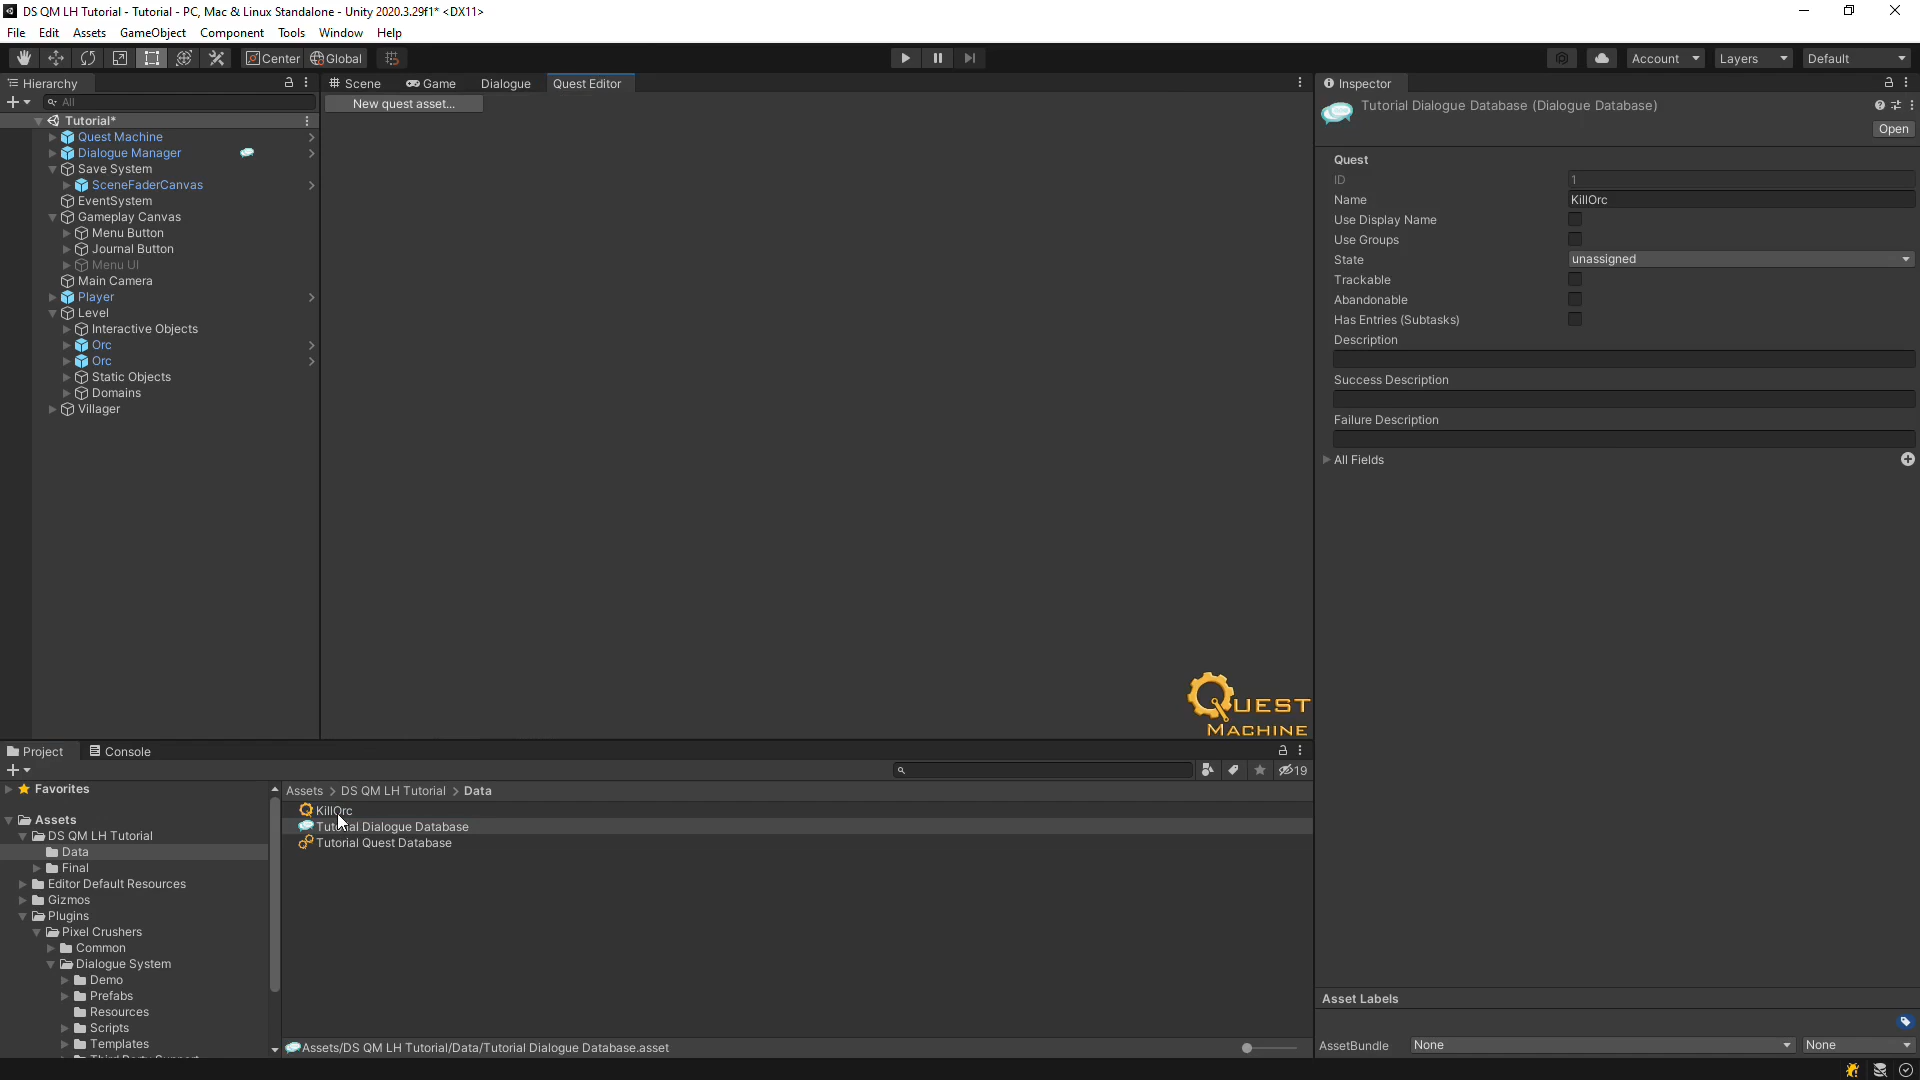 DS QM LH Tutorial - Tutorial - PC, Mac & Linux Standalone - Unity 2020.3.29f1* <DX11>
File Edit Assets GameObject Component Tools Window Help
Center Global Account Layers Default
Hierarchy
All
Tutorial*
Quest Machine
Dialogue Manager
Save System
SceneFaderCanvas
EventSystem
Gameplay Canvas
Menu Button
Journal Button
Menu UI
Main Camera
Player
Level
Interactive Objects
Orc
Orc
Static Objects
Domains
Villager
Scene Game Dialogue Quest Editor
New quest asset...
QUEST
MACHINE
Inspector
Tutorial Dialogue Database (Dialogue Database)
Open
Quest
ID 1
Name KillOrc
Use Display Name
Use Groups
State unassigned
Trackable
Abandonable
Has Entries (Subtasks)
Description
Success Description
Failure Description
All Fields
Asset Labels
AssetBundle None None
Project Console
19
Favorites
Assets
DS QM LH Tutorial
Data
Final
Editor Default Resources
Gizmos
Plugins
Pixel Crushers
Common
Dialogue System
Demo
Prefabs
Resources
Scripts
Templates
Assets > DS QM LH Tutorial > Data
KillOrc
Tutorial Dialogue Database
Tutorial Quest Database
Assets/DS QM LH Tutorial/Data/Tutorial Dialogue Database.asset